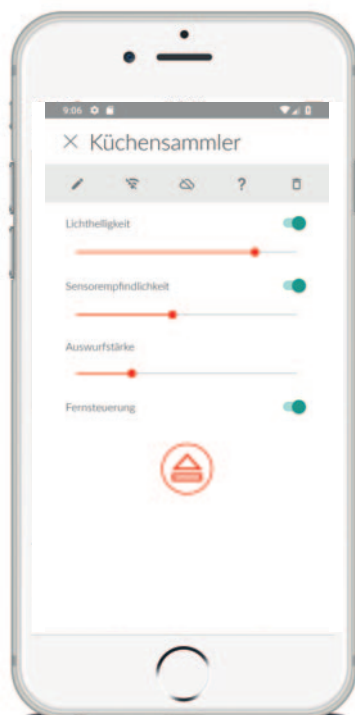 9:06
× Küchensammler
?
Lichthelligkeit
Sensorempfindlichkeit
Auswurfstärke
Fernsteuerung